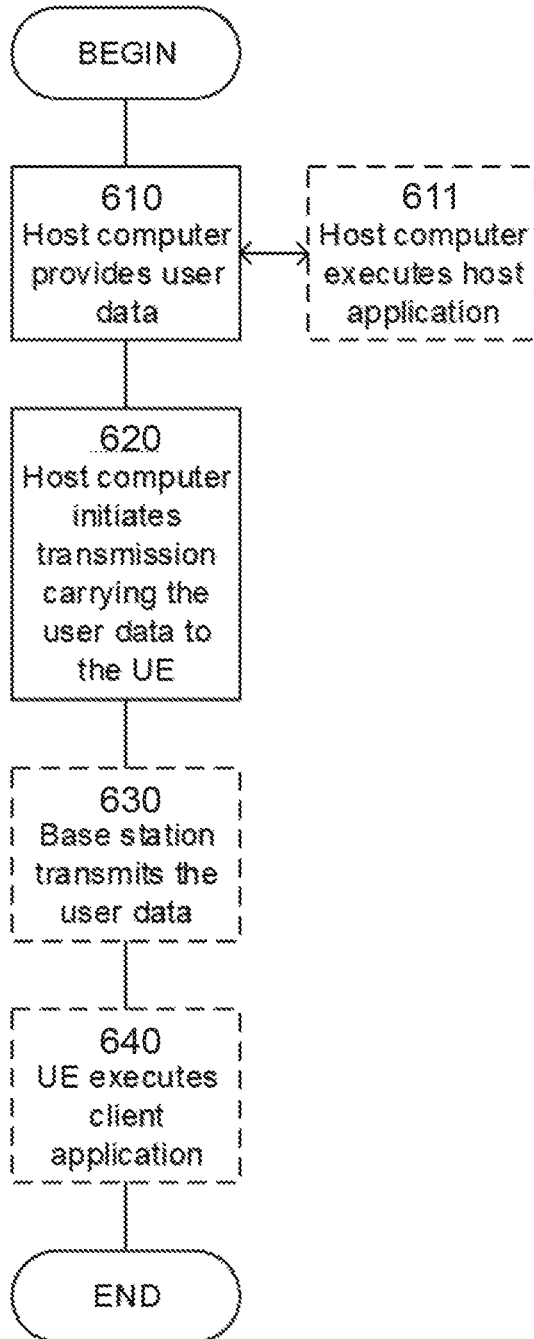 BEGIN
610
Host computer
provides user
data
611
Host computer
executes host
application
620
Host computer
initiates
transmission
carrying the
user data to
the UE
630
Base station
transmits the
user data
640
UE executes
client
application
END